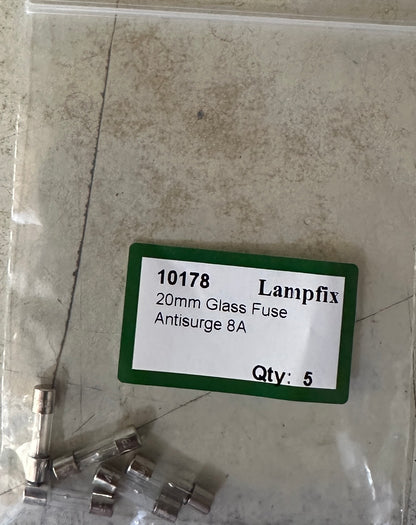 10178
Lampfix
20mm Glass Fuse
Antisurge 8A
Qty: 5